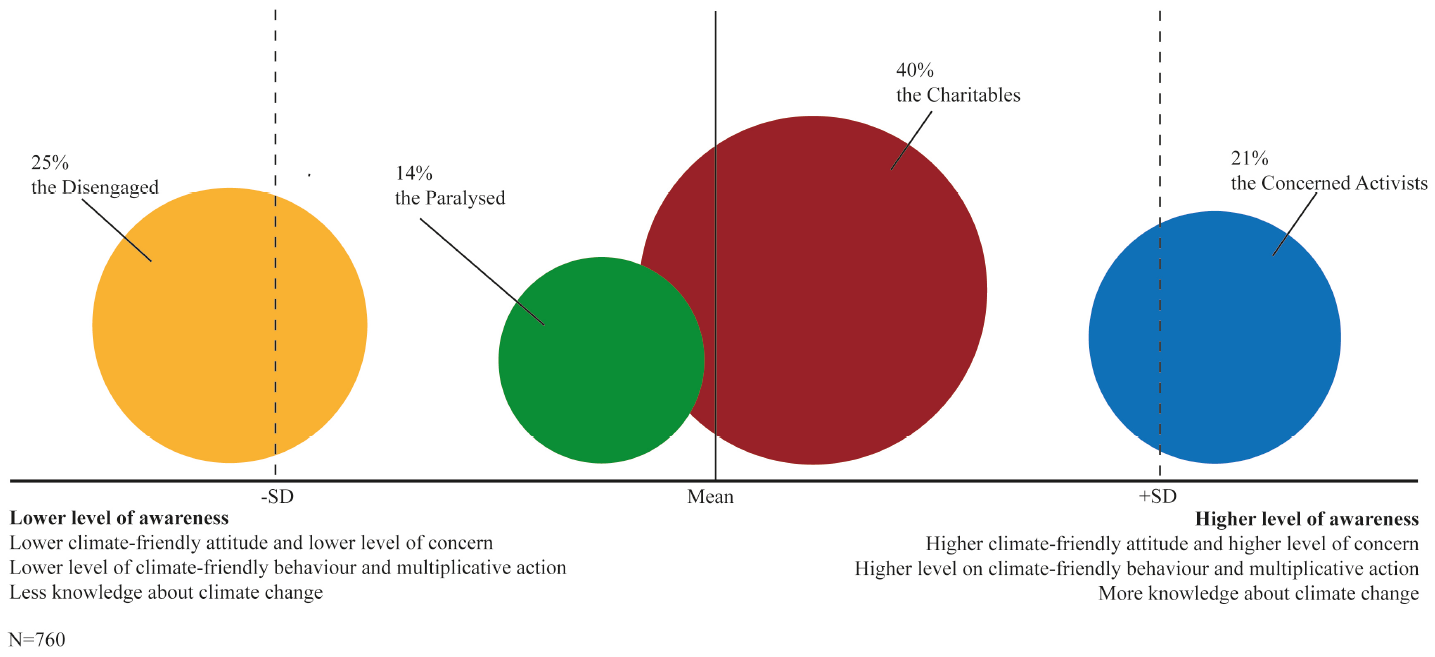 40%
the Charitables
25%
the Disengaged
14%
the Paralysed
21%
the Concerned Activists
-SD
Mean
+SD
Lower level of awareness
Lower climate-friendly attitude and lower level of concern
Lower level of climate-friendly behaviour and multiplicative action
Less knowledge about climate change
Higher level of awareness
Higher climate-friendly attitude and higher level of concern
Higher level on climate-friendly behaviour and multiplicative action
More knowledge about climate change
N=760